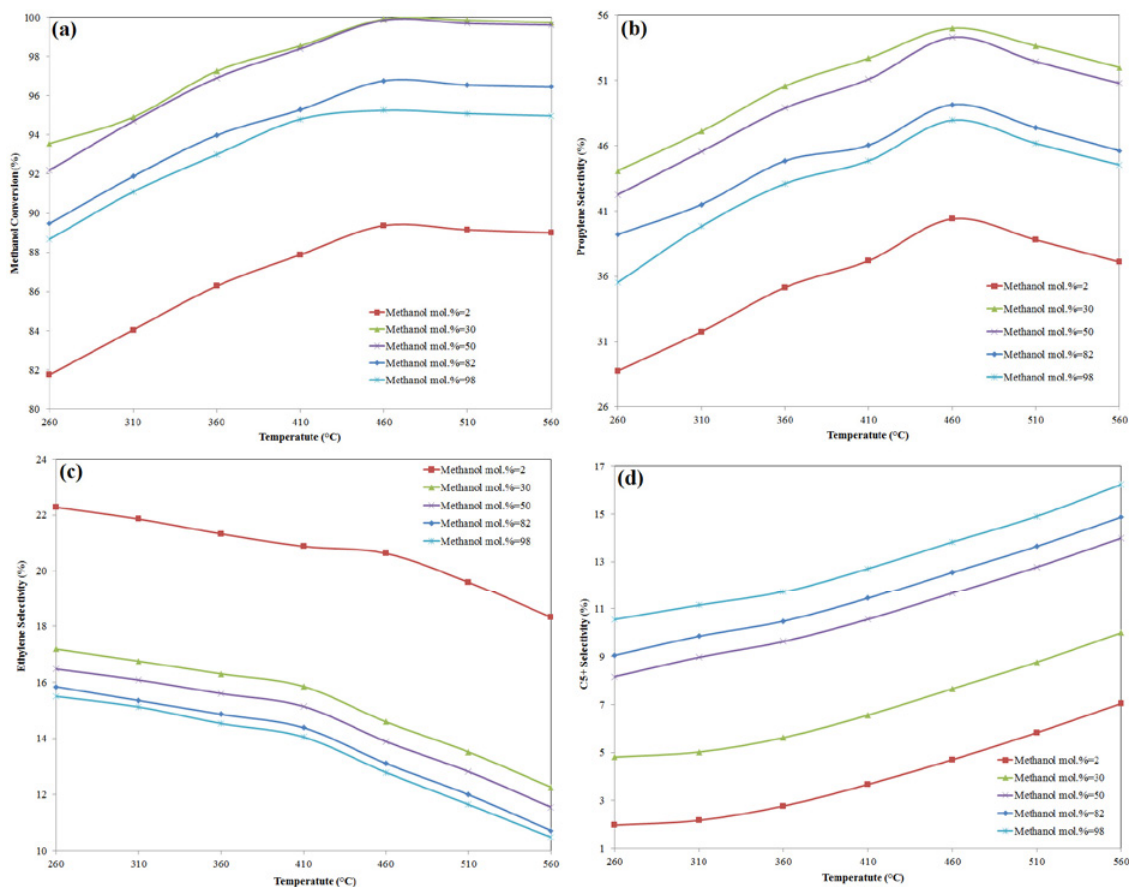 (a)
100
98
96
94
92
90
88
86
84
82
80
Methanol Conversion (%)
260 310 360 410 460 510 560
Temperatute (°C)
Methanol mol.%=2
Methanol mol.%=30
Methanol mol.%=50
Methanol mol.%=82
Methanol mol.%=98
(b)
56
51
46
41
36
31
26
Propylene Selectivity (%)
260 310 360 410 460 510 560
Temperatute (°C)
Methanol mol.%=2
Methanol mol.%=30
Methanol mol.%=50
Methanol mol.%=82
Methanol mol.%=98
(c)
24
22
20
18
16
14
12
10
Ethylene Selectivity (%)
260 310 360 410 460 510 560
Temperatute (°C)
Methanol mol.%=2
Methanol mol.%=30
Methanol mol.%=50
Methanol mol.%=82
Methanol mol.%=98
(d)
17
15
13
11
9
7
5
3
1
C5+ Selectivity (%)
260 310 360 410 460 510 560
Temperatute (°C)
Methanol mol.%=2
Methanol mol.%=30
Methanol mol.%=50
Methanol mol.%=82
Methanol mol.%=98